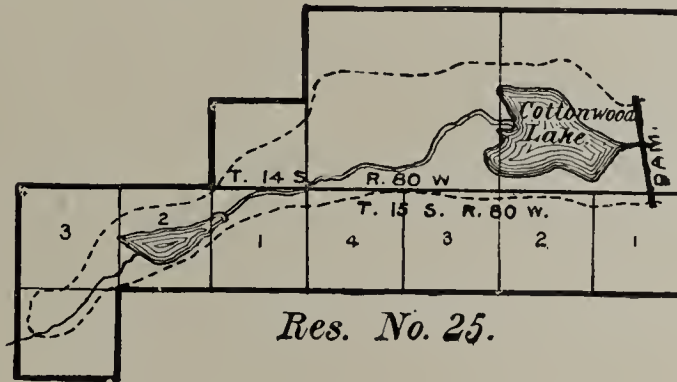 Cottonwood
Lake
DAM.
T. 14 S. R. 80 W
T. 15 S. R. 80 W.
3 2 1 4 3 2 1
Res. No. 25.